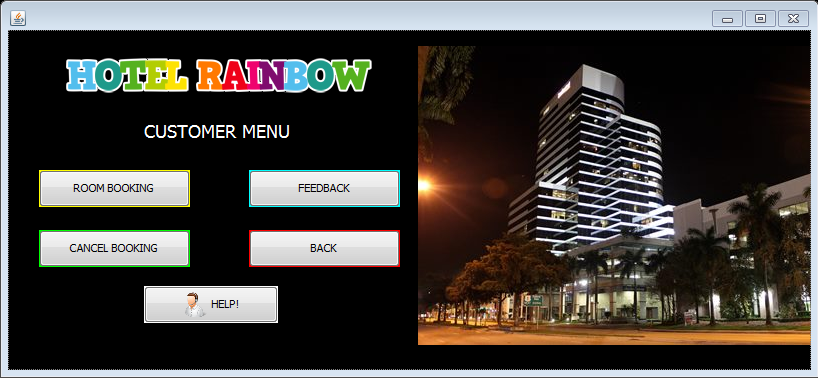 HOTEL RAINBOW
CUSTOMER MENU
ROOM BOOKING
FEEDBACK
CANCEL BOOKING
BACK
HELP!